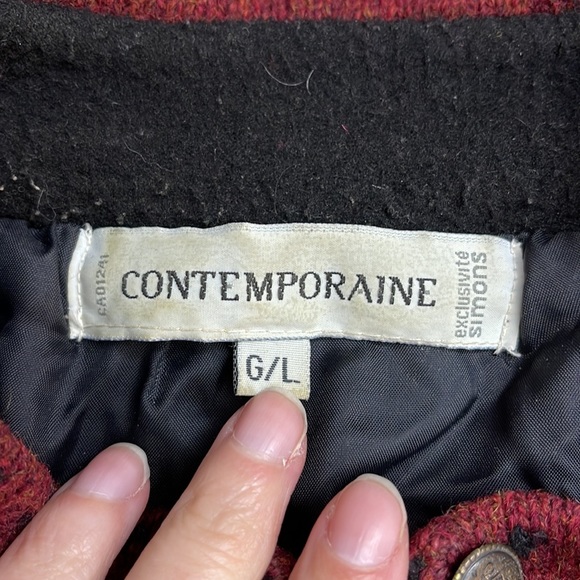 CA01241
CONTEMPORAINE
exclusivité
simons
G/L